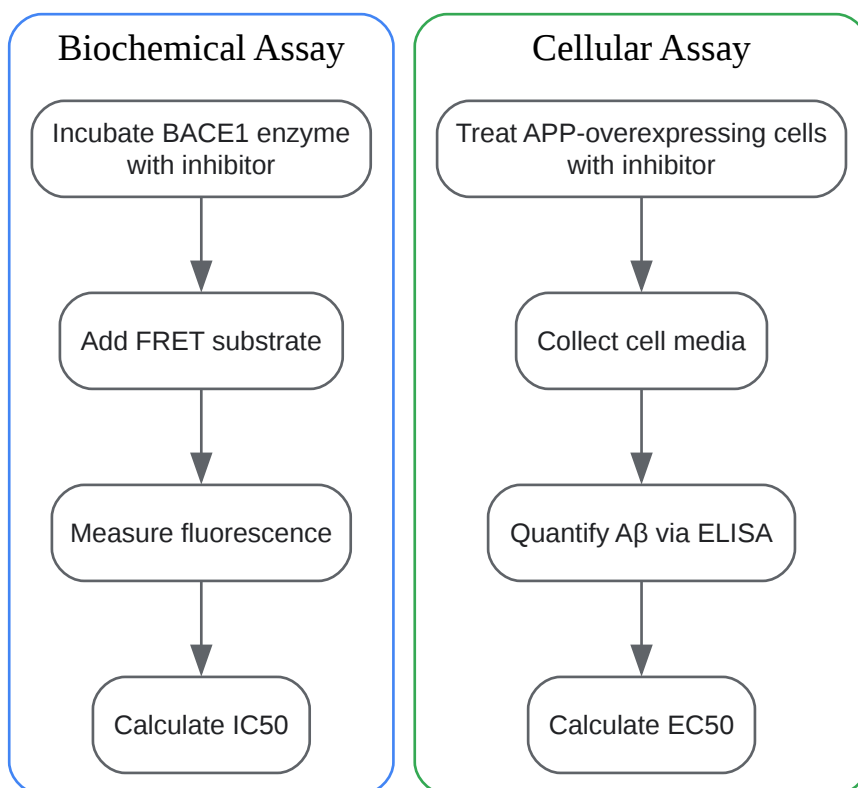 Biochemical Assay
Incubate BACE1 enzyme
with inhibitor
Add FRET substrate
Measure fluorescence
Calculate IC50
Cellular Assay
Treat APP-overexpressing cells
with inhibitor
Collect cell media
Quantify Aβ via ELISA
Calculate EC50